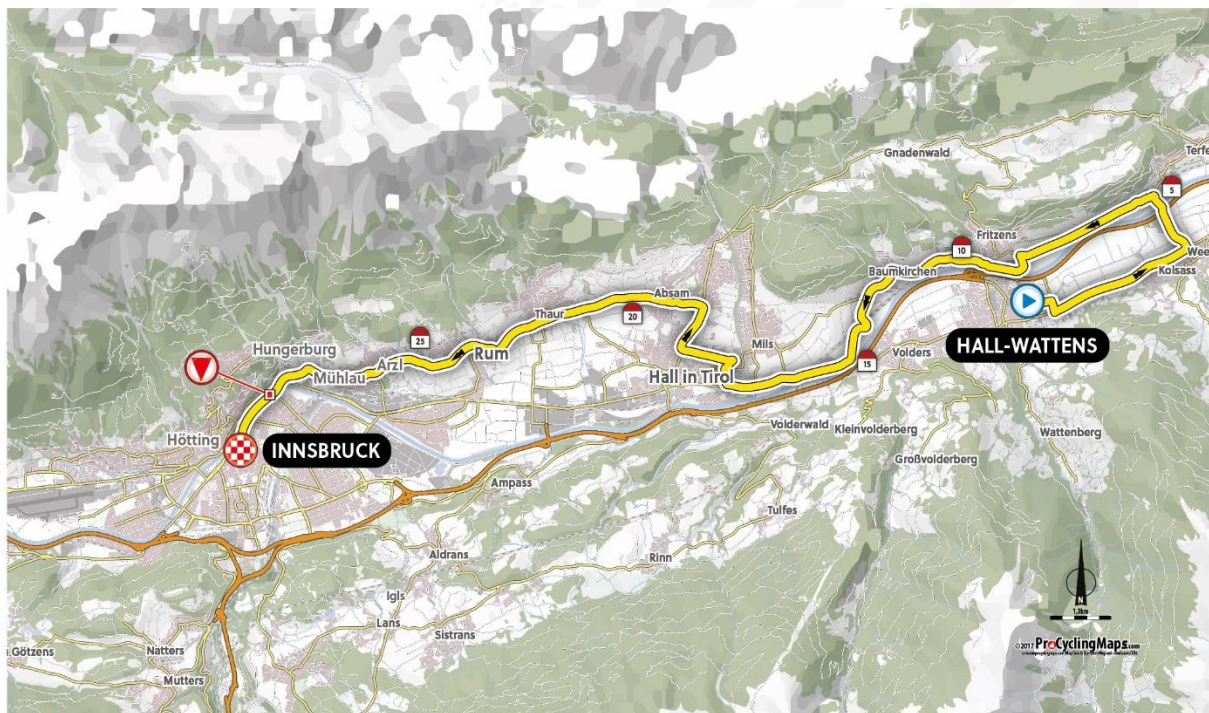 Gnadenwald
Terfe
5
Fritzens
10
Wee
Kolsass
Baumkirchen
HALL-WATTENS
Absam
20
Thaur
Mils
15
Volders
25
Rum
Hungerburg
Arzl
Mühlau
Hall in Tirol
Hötting
INNSBRUCK
Volderwald
Kleinvolderberg
Wattenberg
Großvolderberg
Ampass
Tulfes
Aldrans
Rinn
Igls
Lans
Sistrans
Götzens
Natters
Mutters
N
©2017 ProCyclingMaps.com